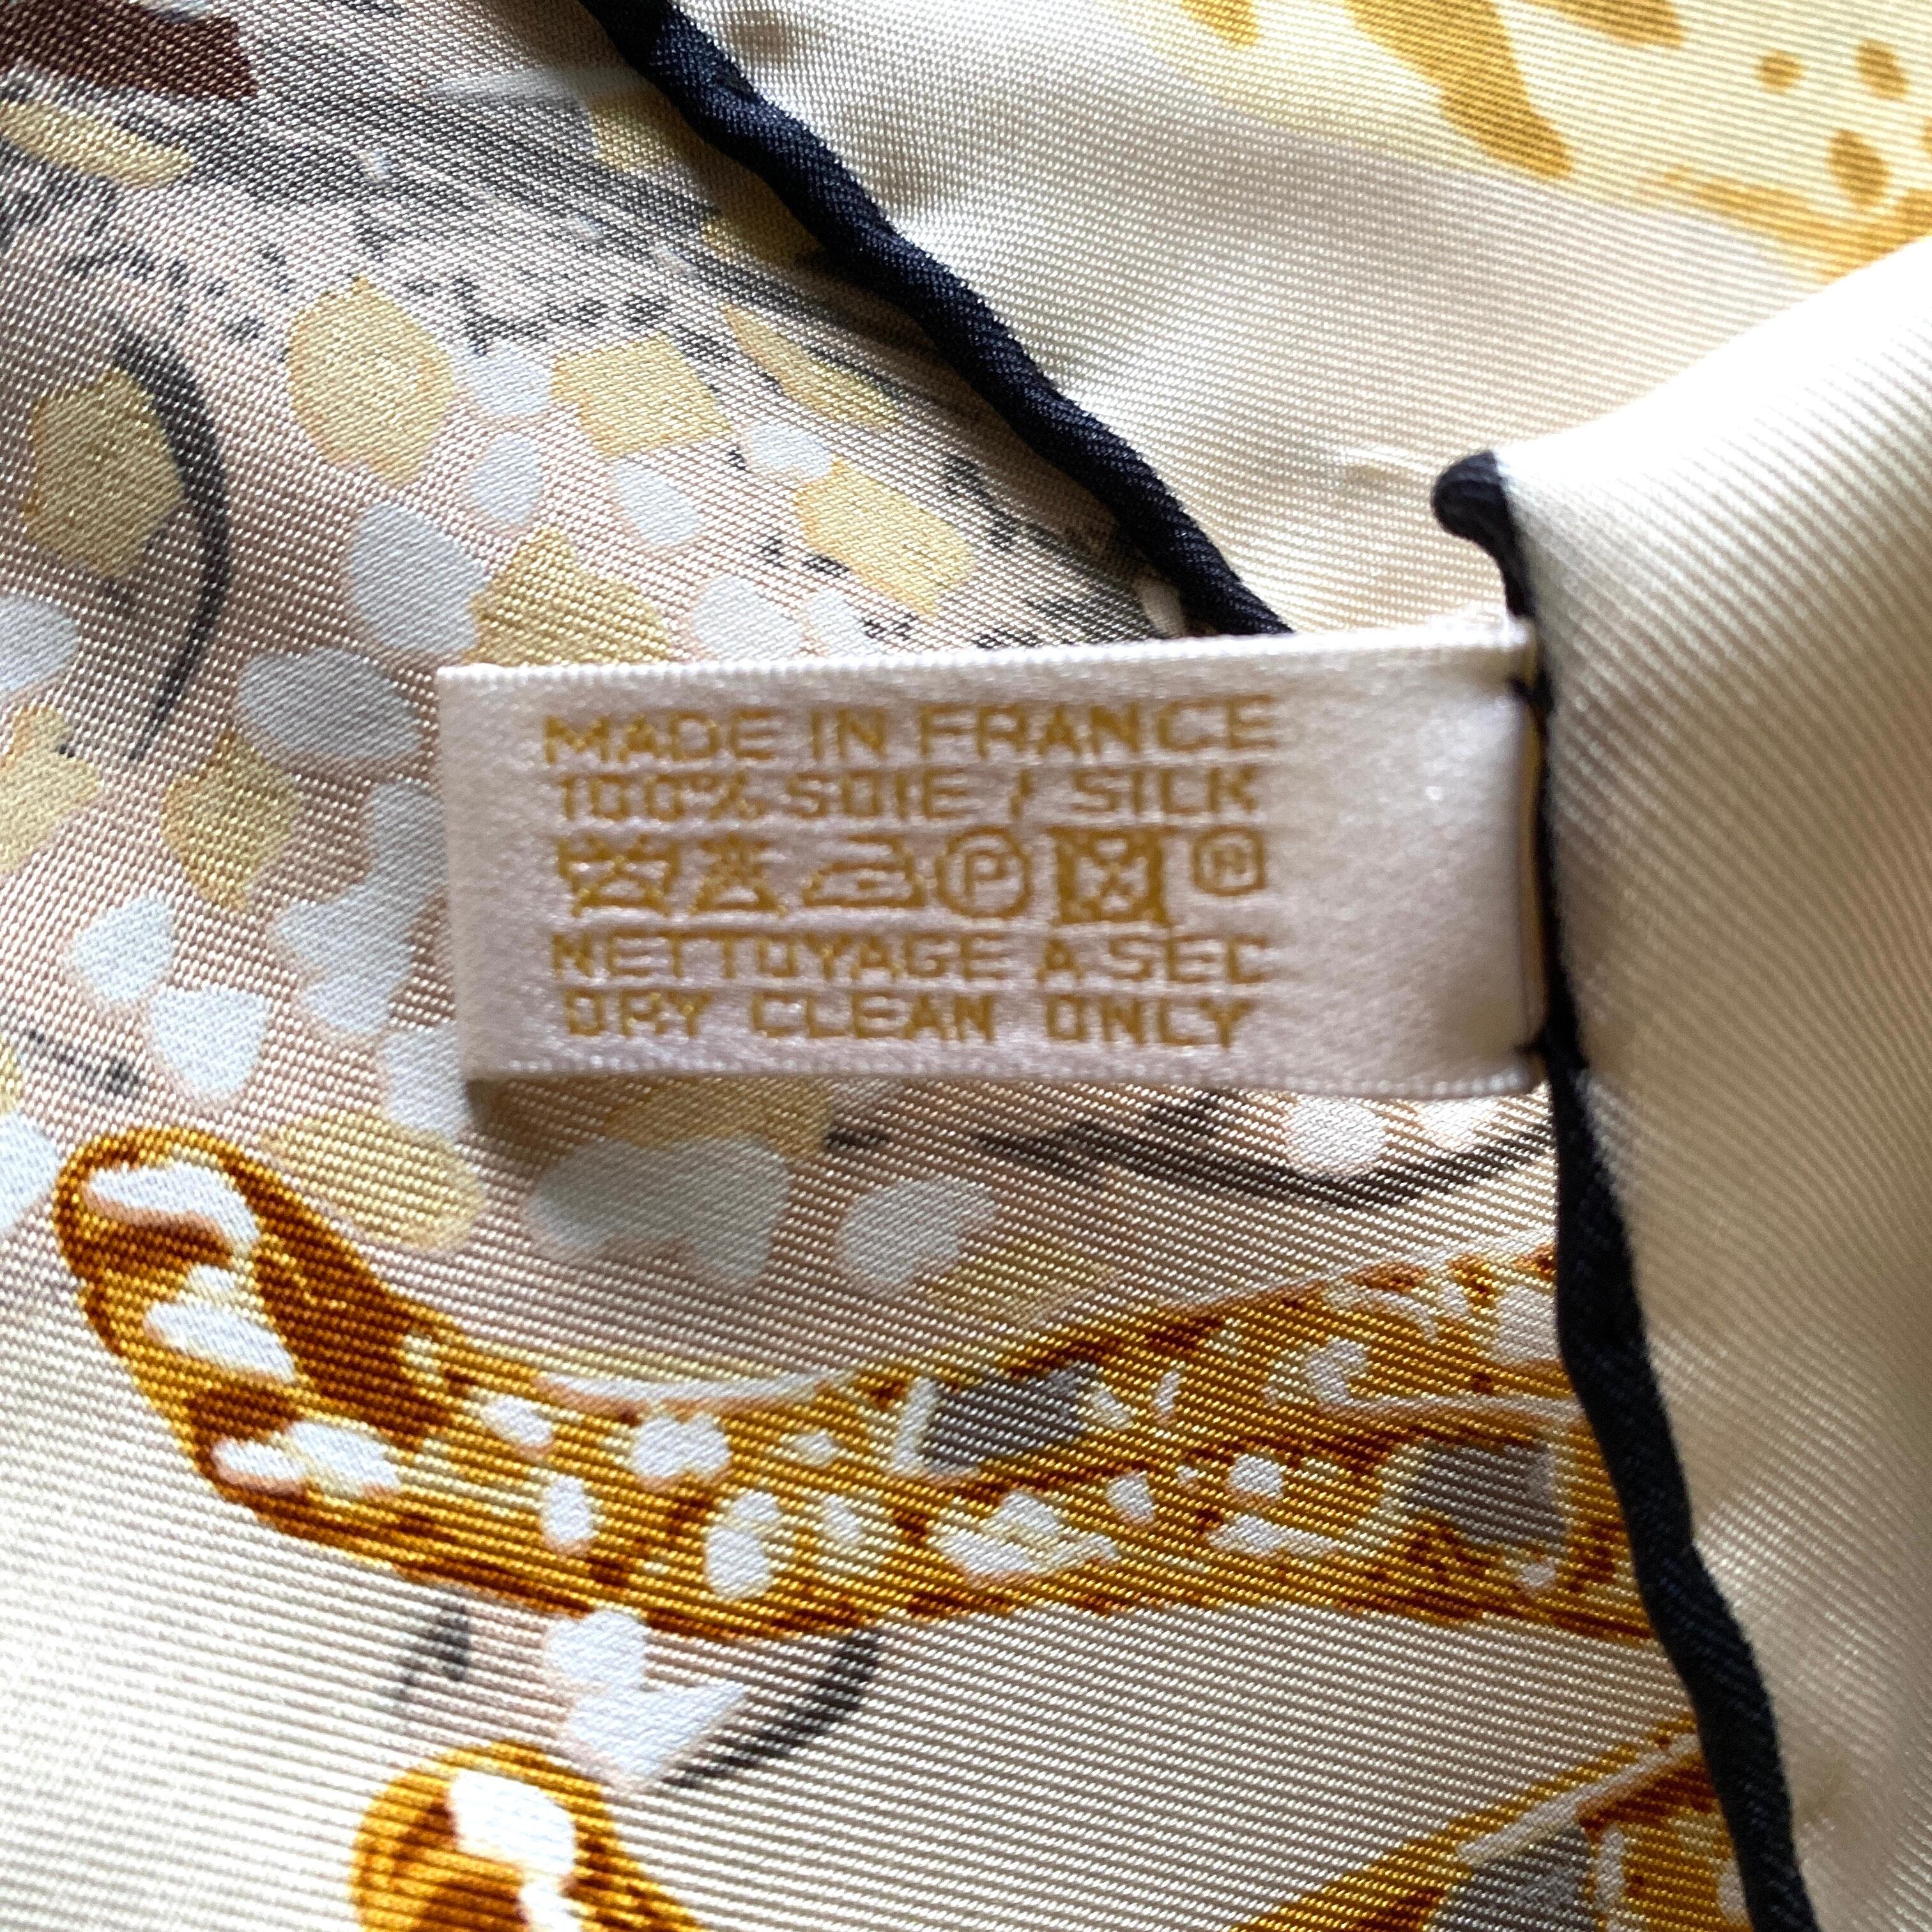 MADE IN FRANCE
100% SOIE / SILK
P H
NETTOYAGE A SEC
DRY CLEAN ONLY